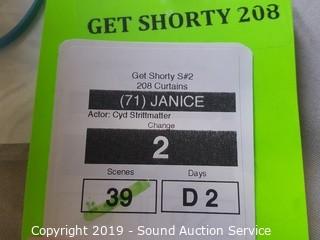 GET SHORTY 208
Get Shorty S#2
208 Curtains
(71) JANICE
Actor: Cyd Strittmatter
Change
2
Scenes Days
39 D 2
Copyright 2019 - Sound Auction Service